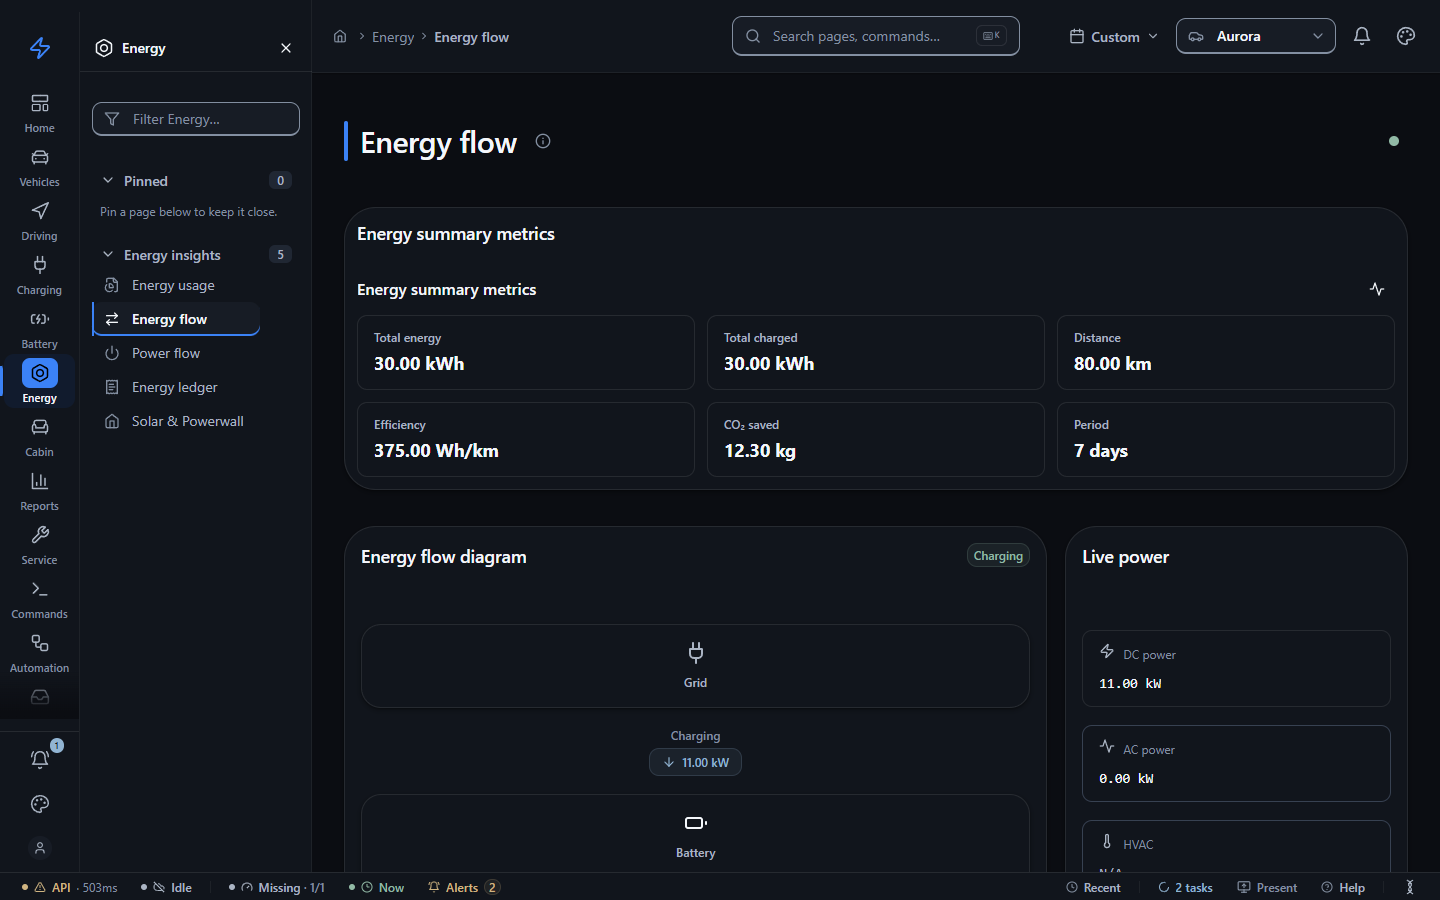 Energy
Energy > Energy flow
Search pages, commands...
K
Custom
Aurora
Home
Vehicles
Driving
Charging
Battery
Energy
Cabin
Reports
Service
Commands
Automation
1
Filter Energy...
Pinned 0
Pin a page below to keep it close.
Energy insights 5
Energy usage
Energy flow
Power flow
Energy ledger
Solar & Powerwall
Energy flow
Energy summary metrics
Energy summary metrics
Total energy
30.00 kWh
Total charged
30.00 kWh
Distance
80.00 km
Efficiency
375.00 Wh/km
CO₂ saved
12.30 kg
Period
7 days
Energy flow diagram
Charging
Grid
Charging
↓ 11.00 kW
Battery
Live power
DC power
11.00 kW
AC power
0.00 kW
HVAC
N/A
API · 503ms
Idle
Missing · 1/1
Now
Alerts 2
Recent
2 tasks
Present
Help